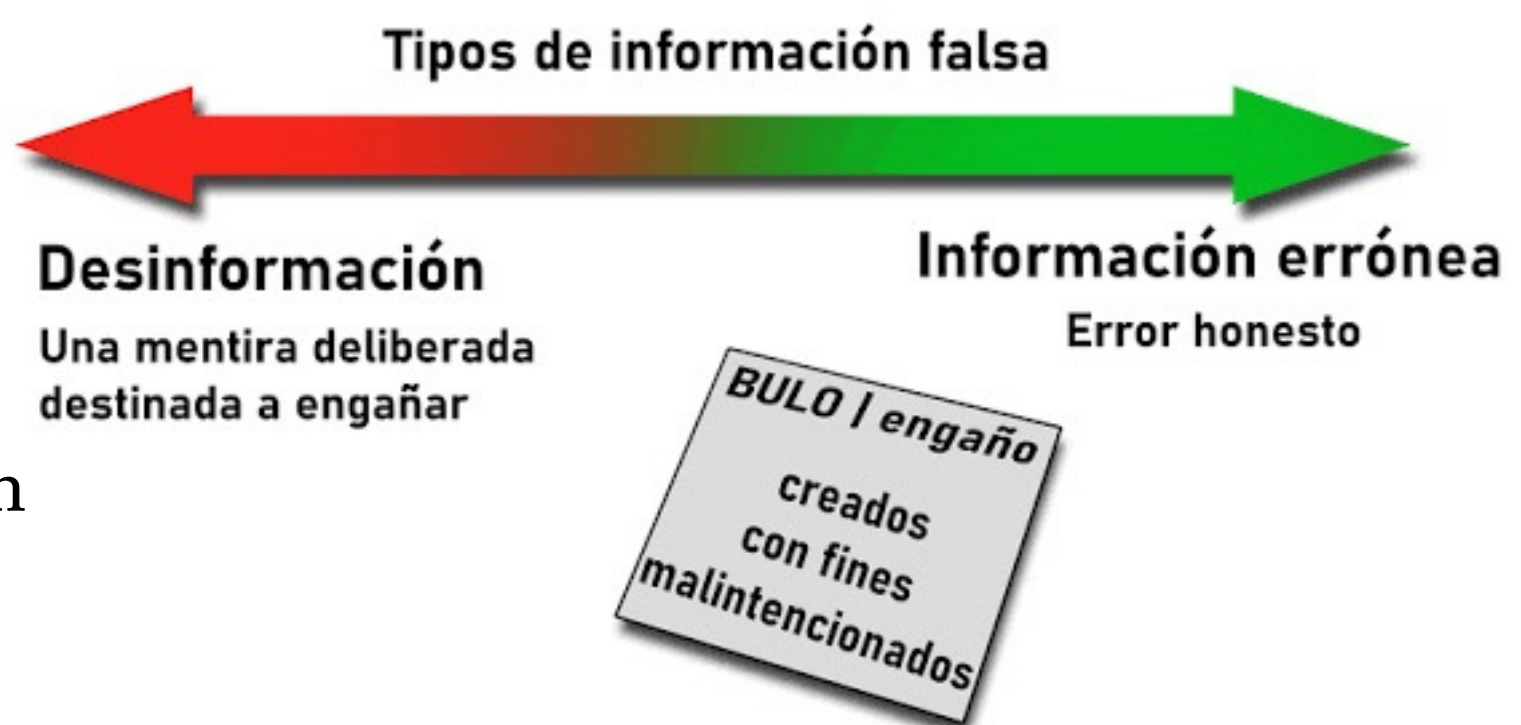 Tipos de información falsa
Desinformación
Una mentira deliberada
destinada a engañar
Información errónea
Error honesto
n
BULO | engaño
creados
con fines
malintencionados